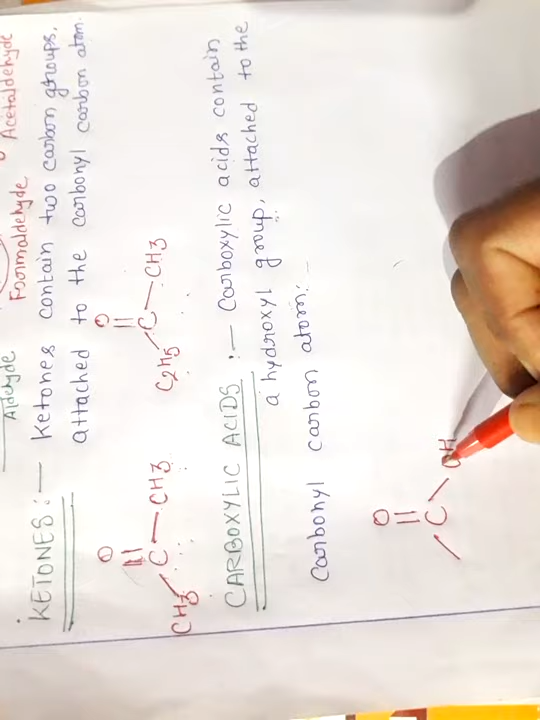 Aldehyde Formaldehyde Acetaldehyde
KETONES :— Ketones contain two carbon groups,
attached to the carbonyl carbon atom.
O O
CH3 C CH3 C2H5 C CH3
CARBOXYLIC ACIDS :— Carboxylic acids contain
a hydroxyl group, attached to the
Carbonyl carbon atom:—
O
C OH